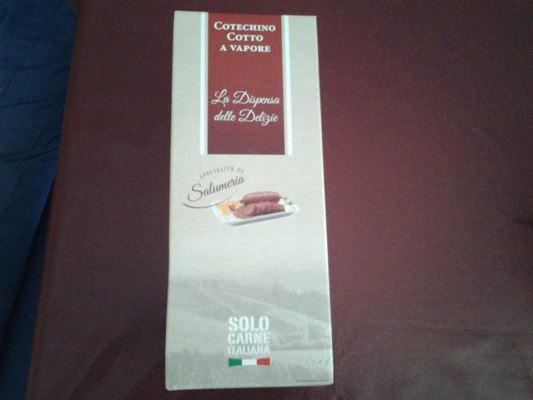 COTECHINO
COTTO
A VAPORE
La Dispensa
delle Delizie
SPECIALITÀ DI
Salumeria
SOLO
CARNE
ITALIANA